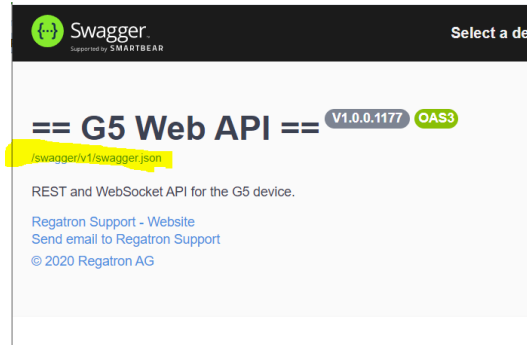 {··} Swagger.
Supported by SMARTBEAR
Select a de
== G5 Web API == V1.0.0.1177 OAS3
/swagger/v1/swagger.json
REST and WebSocket API for the G5 device.
Regatron Support - Website
Send email to Regatron Support
© 2020 Regatron AG